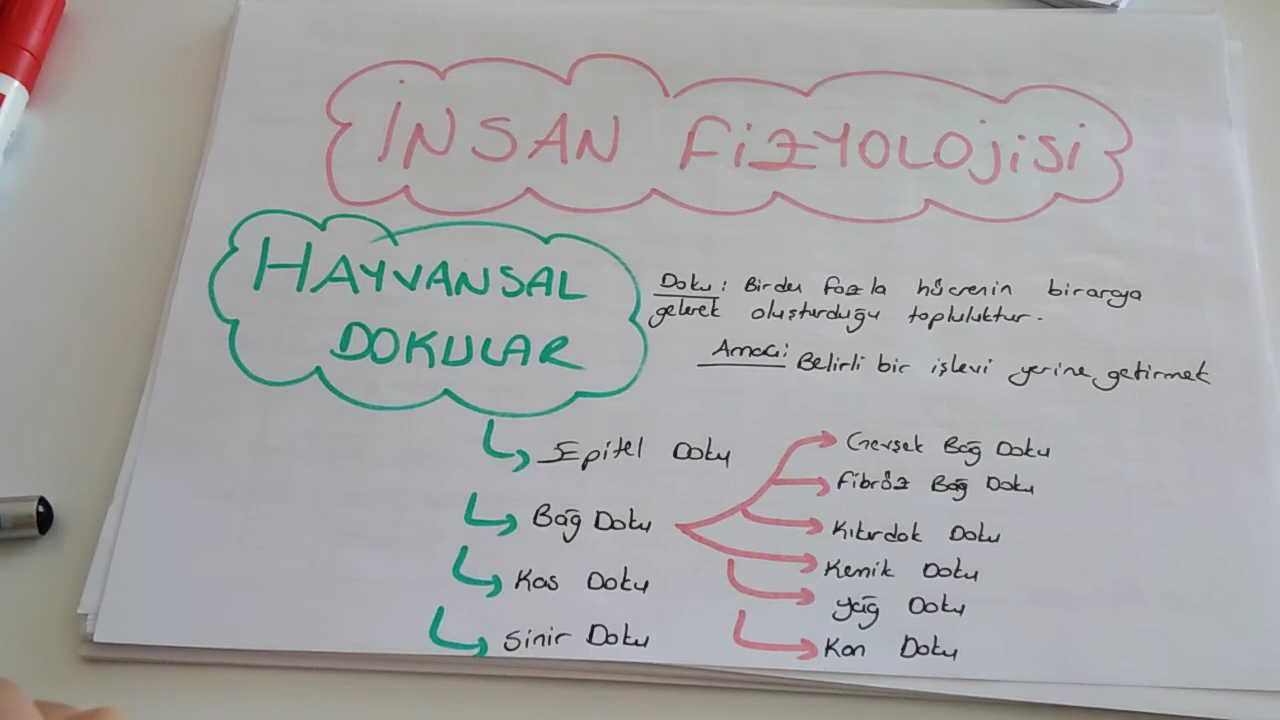 İNSAN FİZYOLOJİSİ
HAYVANSAL
DOKULAR
Doku: Birden fazla hücrenin biraraya
gelerek oluşturduğu topluluktur.
Amacı: Belirli bir işlevi yerine getirmek
Epitel Doku
Bağ Doku
Kas Doku
Sinir Doku
Gevşek Bağ Doku
Fibröz Bağ Doku
Kıkırdak Doku
Kemik Doku
Yağ Doku
Kan Doku